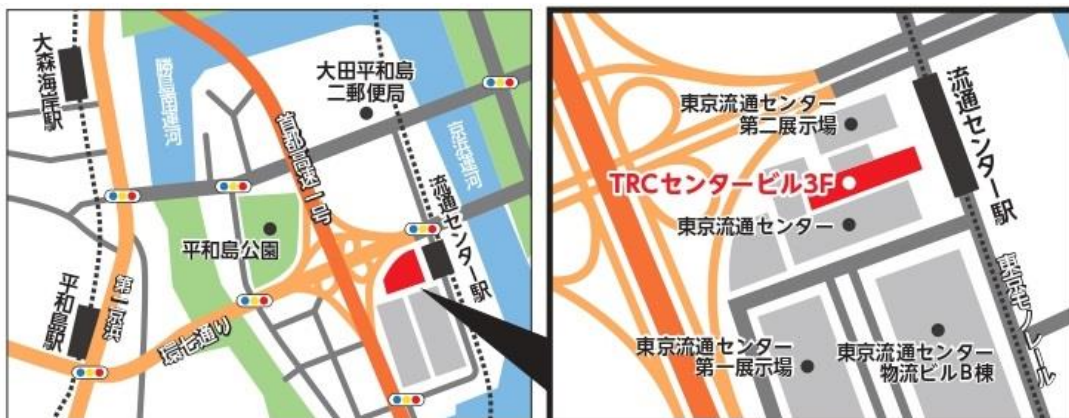 大森海岸駅
勝島南運河
大田平和島
二郵便局
首都高速一号
京浜運河
流通センター駅
平和島公園
平和島駅
第一京浜
環七通り
東京流通センター
第二展示場
流通センター駅
TRCセンタービル3F
東京流通センター
東京モノレール
東京流通センター
第一展示場
東京流通センター
物流ビルB棟